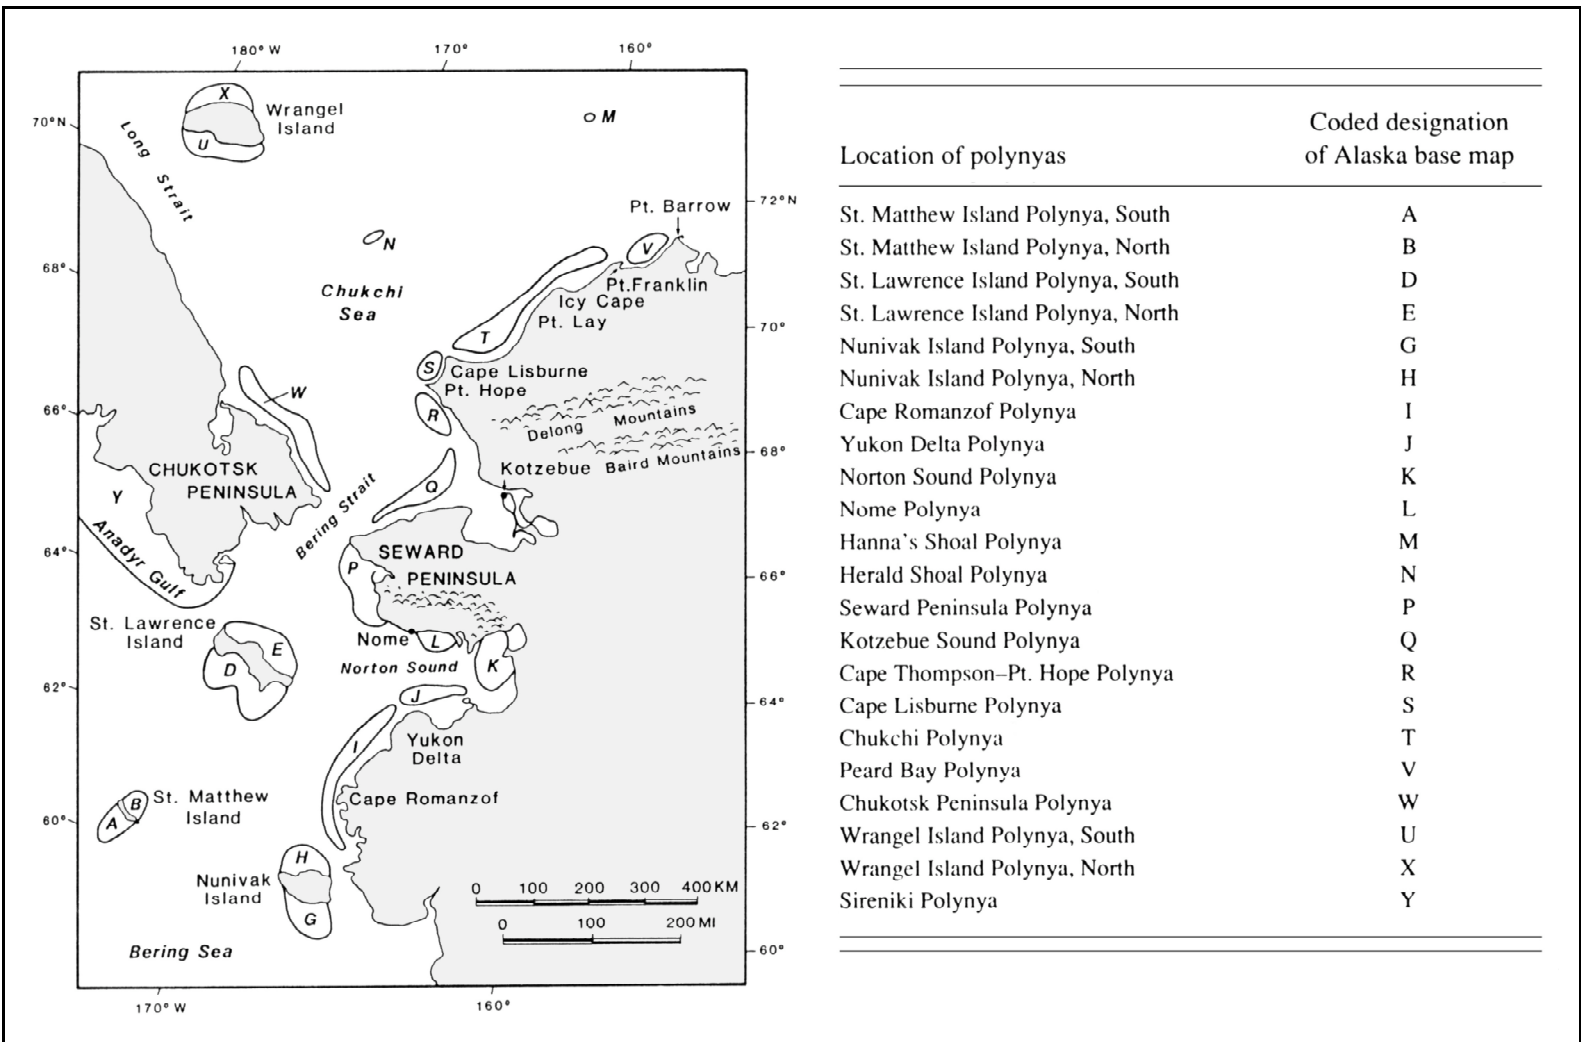 180° W 170° 160°
X
Wrangel
Island
U
70° N
Long Strait
M
72° N
Pt. Barrow
N
V
68°
Chukchi
Sea
Pt. Franklin
Icy Cape
Pt. Lay
70°
T
S
Cape Lisburne
Pt. Hope
W
66°
R
Delong Mountains
Baird Mountains
68°
CHUKOTSK
PENINSULA
Kotzebue
Y
Q
Bering Strait
Anadyr Gulf
64°
SEWARD
PENINSULA
P
66°
St. Lawrence
Island
Nome
L
E
D
Norton Sound
K
62°
J
64°
I
Yukon
Delta
St. Matthew
Island
B
A
Cape Romanzof
60°
62°
H
Nunivak
Island
G
0 100 200 300 400 KM
0 100 200 MI
Bering Sea
60°
170° W 160°
Location of polynyas
Coded designation
of Alaska base map
St. Matthew Island Polynya, South A
St. Matthew Island Polynya, North B
St. Lawrence Island Polynya, South D
St. Lawrence Island Polynya, North E
Nunivak Island Polynya, South G
Nunivak Island Polynya, North H
Cape Romanzof Polynya I
Yukon Delta Polynya J
Norton Sound Polynya K
Nome Polynya L
Hanna's Shoal Polynya M
Herald Shoal Polynya N
Seward Peninsula Polynya P
Kotzebue Sound Polynya Q
Cape Thompson–Pt. Hope Polynya R
Cape Lisburne Polynya S
Chukchi Polynya T
Peard Bay Polynya V
Chukotsk Peninsula Polynya W
Wrangel Island Polynya, South U
Wrangel Island Polynya, North X
Sireniki Polynya Y